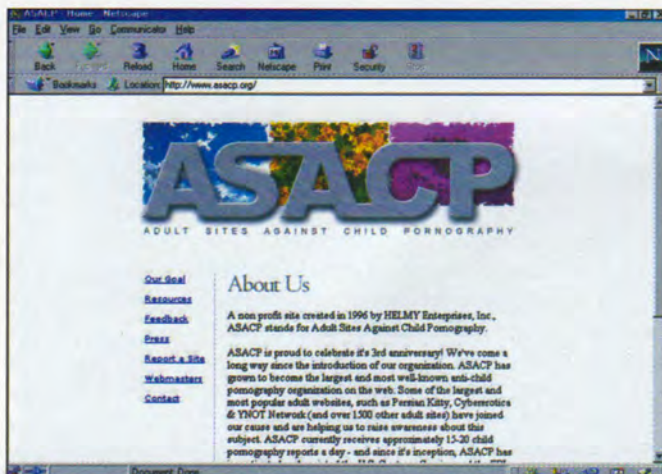 ASACP - Home - Netscape
File Edit View Go Communicator Help
Back Forward Reload Home Search Netscape Print Security Stop
Bookmarks Location: http://www.asacp.org/
N
ASACP
ADULT SITES AGAINST CHILD PORNOGRAPHY
Our Goal
Resources
Feedback
Press
Report a Site
Webmasters
Contact
About Us
A non profit site created in 1996 by HELMY Enterprises, Inc.,
ASACP stands for Adult Sites Against Child Pornography.
ASACP is proud to celebrate it's 3rd anniversary! We've come a
long way since the introduction of our organization. ASACP has
grown to become the largest and most well-known anti-child
pornography organization on the web. Some of the largest and
most popular adult websites, such as Persian Kitty, Cybererotica
& YNOT Network (and over 1500 other adult sites) have joined
our cause and are helping us to raise awareness about this
subject. ASACP currently receives approximately 15-20 child
pornography reports a day - and since it's inception, ASACP has
Document: Done